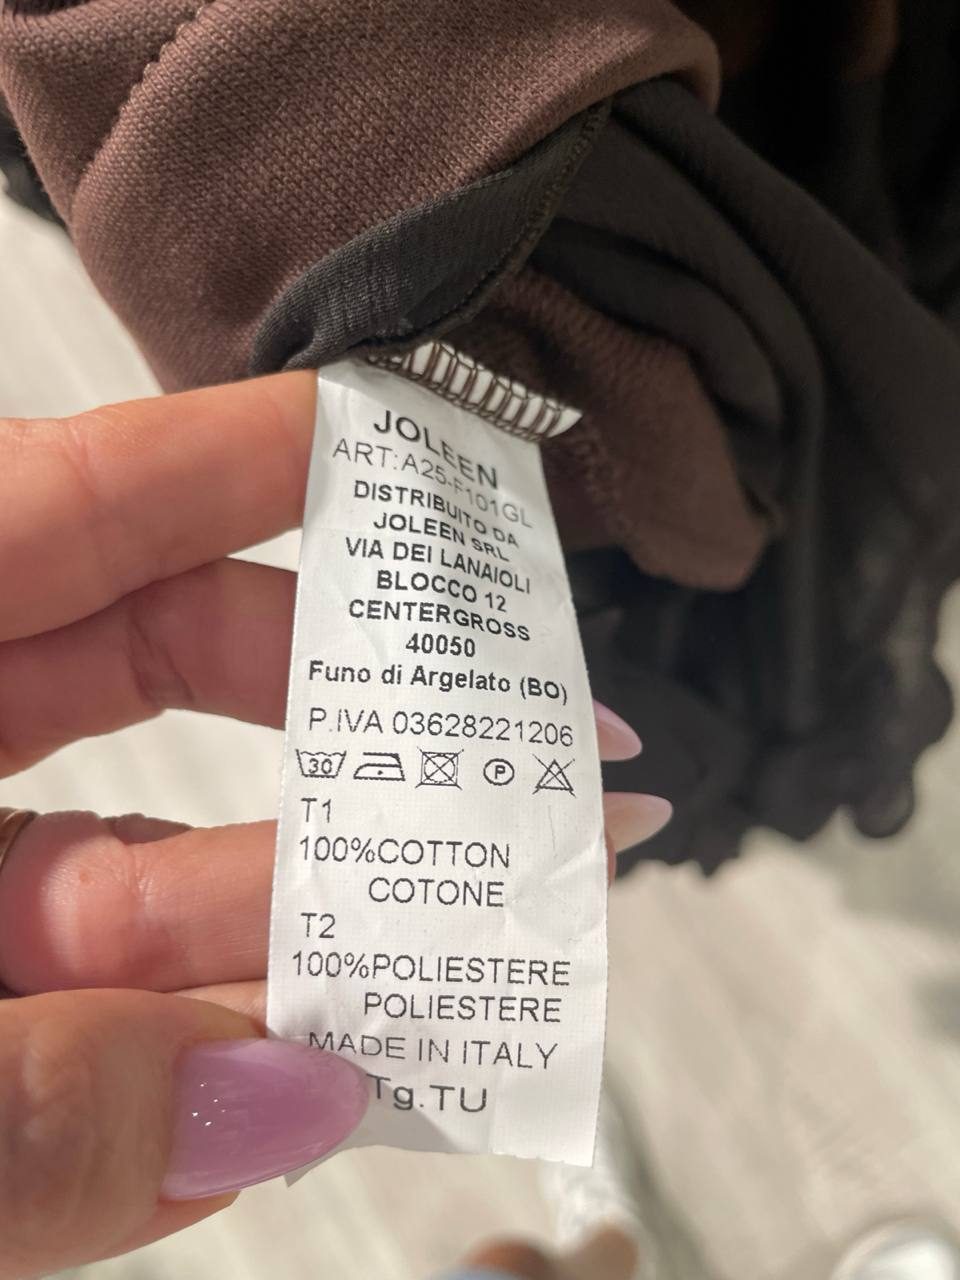 JOLEEN
ART:A25-F101GL
DISTRIBUITO DA
JOLEEN SRL
VIA DEI LANAIOLI
BLOCCO 12
CENTERGROSS
40050
Funo di Argelato (BO)
P.IVA 03628221206
30 P
T1
100%COTTON
COTONE
T2
100%POLIESTERE
POLIESTERE
MADE IN ITALY
Tg.TU